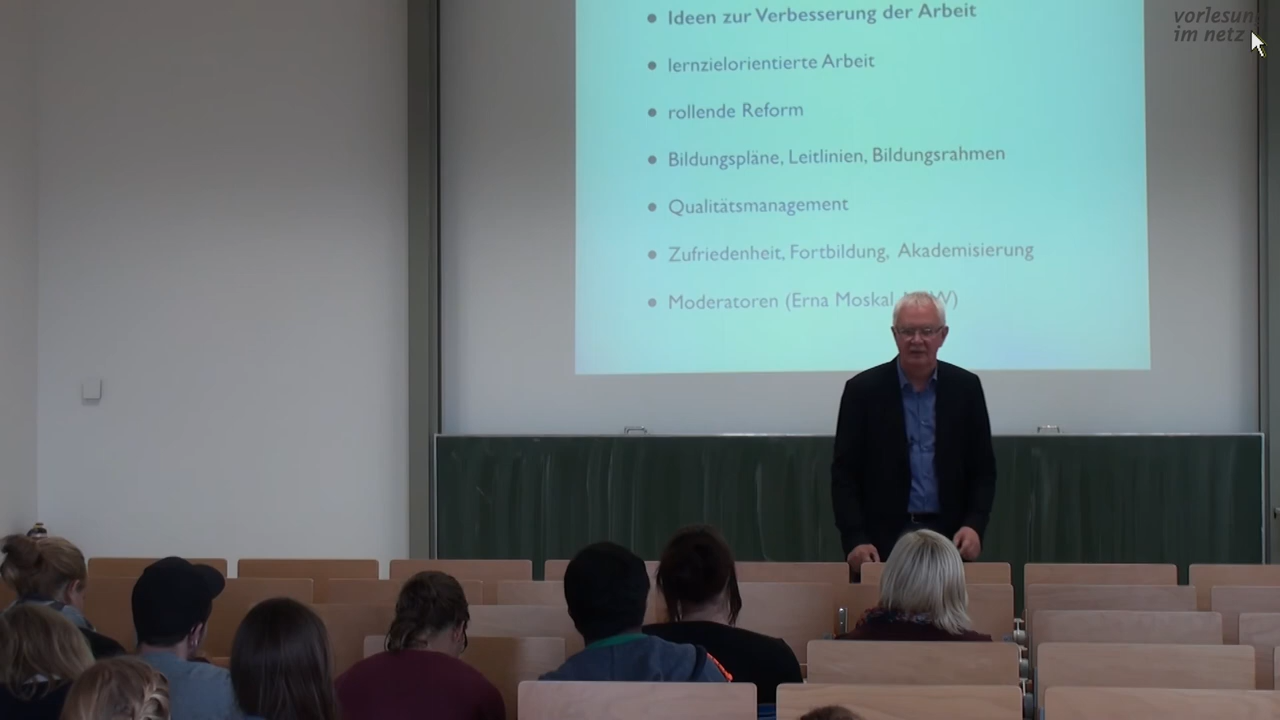 vorlesung
im netz
Ideen zur Verbesserung der Arbeit
lernzielorientierte Arbeit
rollende Reform
Bildungspläne, Leitlinien, Bildungsrahmen
Qualitätsmanagement
Zufriedenheit, Fortbildung, Akademisierung
Moderatoren (Erna Moskal